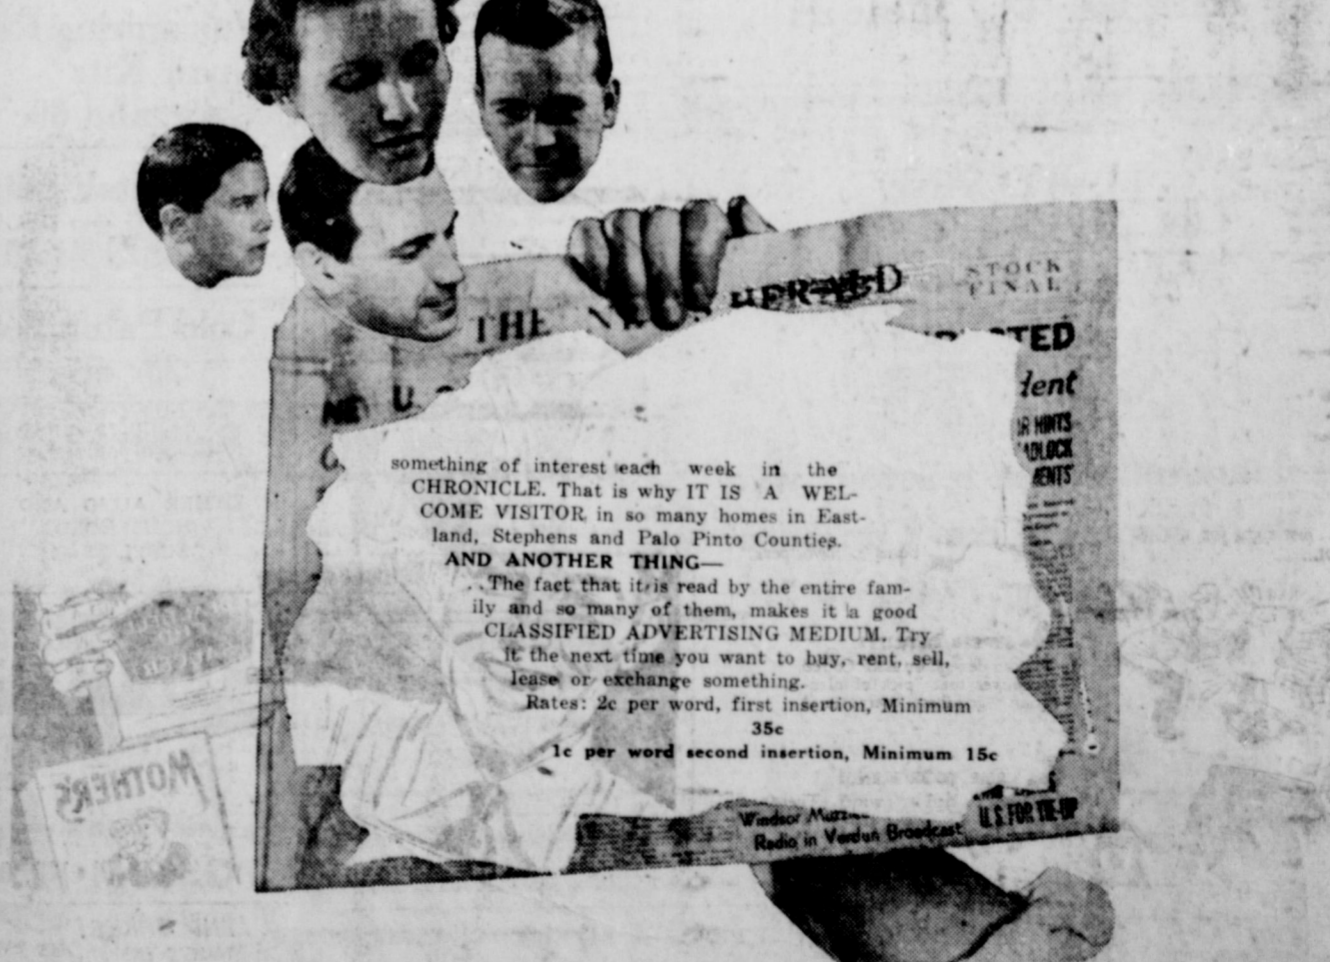 THE
HERALD
STOCK
FINAL
TED
dent
HINTS
U.
something of interest each week in the
CHRONICLE. That is why IT IS A WEL-
COME VISITOR in so many homes in East-
land, Stephens and Palo Pinto Counties.
AND ANOTHER THING—
. .The fact that it is read by the entire fam-
ily and so many of them, makes it a good
CLASSIFIED ADVERTISING MEDIUM. Try
it the next time you want to buy, rent, sell,
lease or exchange something.
Rates: 2c per word, first insertion, Minimum
35c
1c per word second insertion, Minimum 15c
Windsor
Radio in Verdun Broadcast
U.S. FOR TIE-UP
MOTHER'S